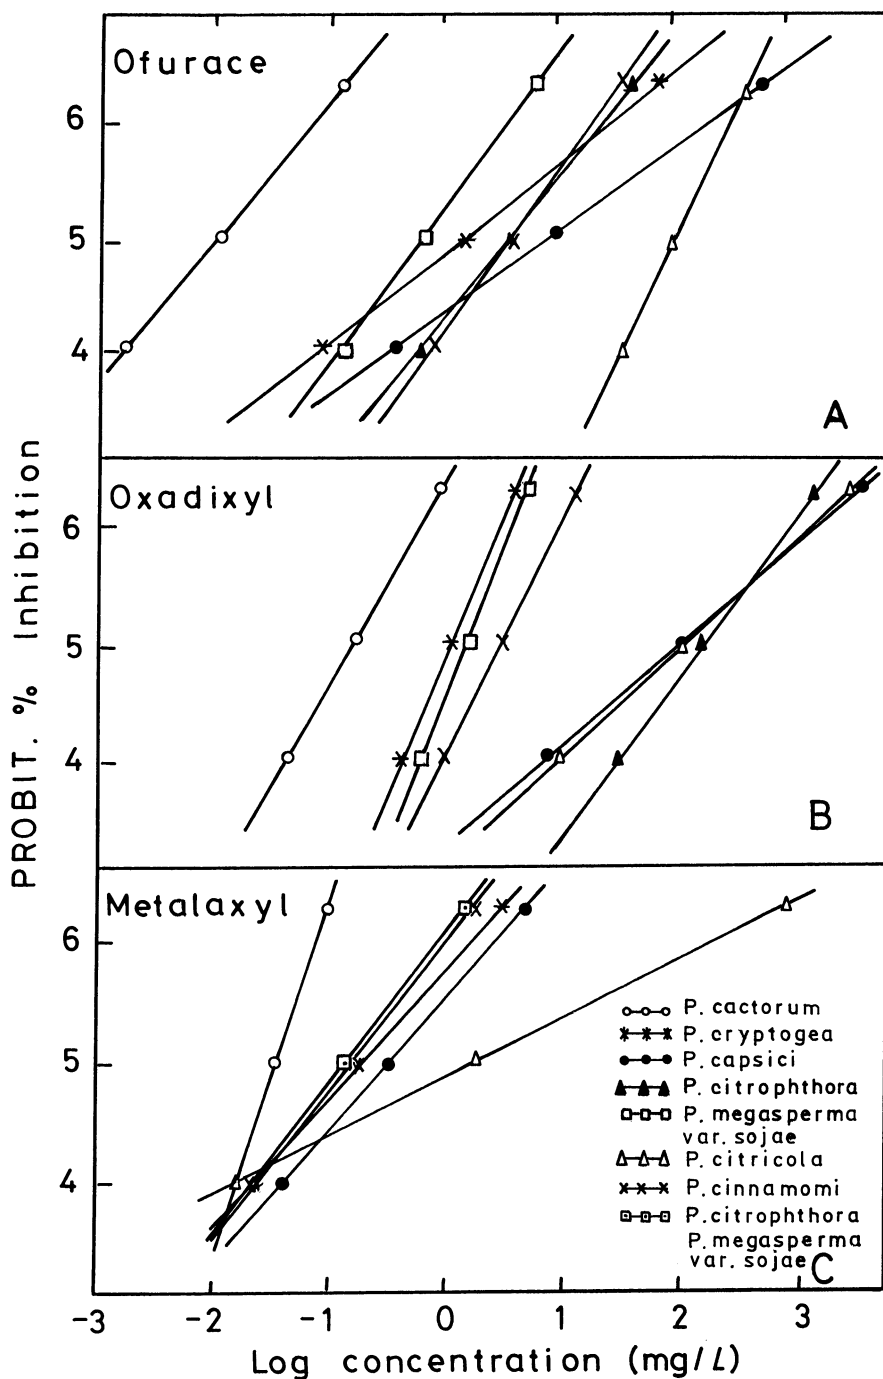 Ofurace
6
5
4
A
Oxadixyl
6
5
4
B
PROBIT. % Inhibition
Metalaxyl
6
5
4
P. cactorum
P. cryptogea
P. capsici
P. citrophthora
P. megasperma
var. sojae
P. citricola
P. cinnamomi
P. citrophthora
P. megasperma
var. sojae
C
-3 -2 -1 0 1 2 3
Log concentration (mg/L)